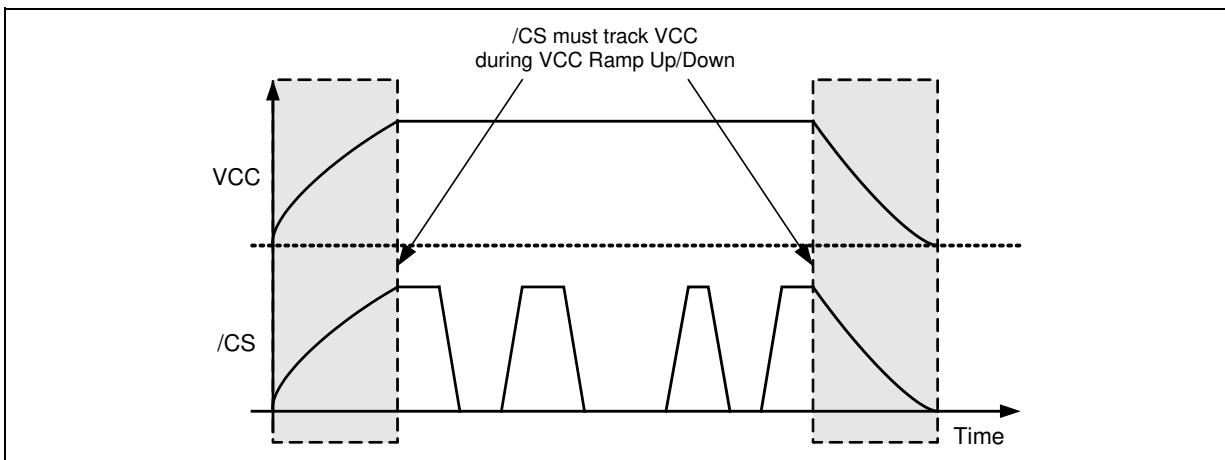 /CS must track VCC
during VCC Ramp Up/Down
VCC
/CS
Time